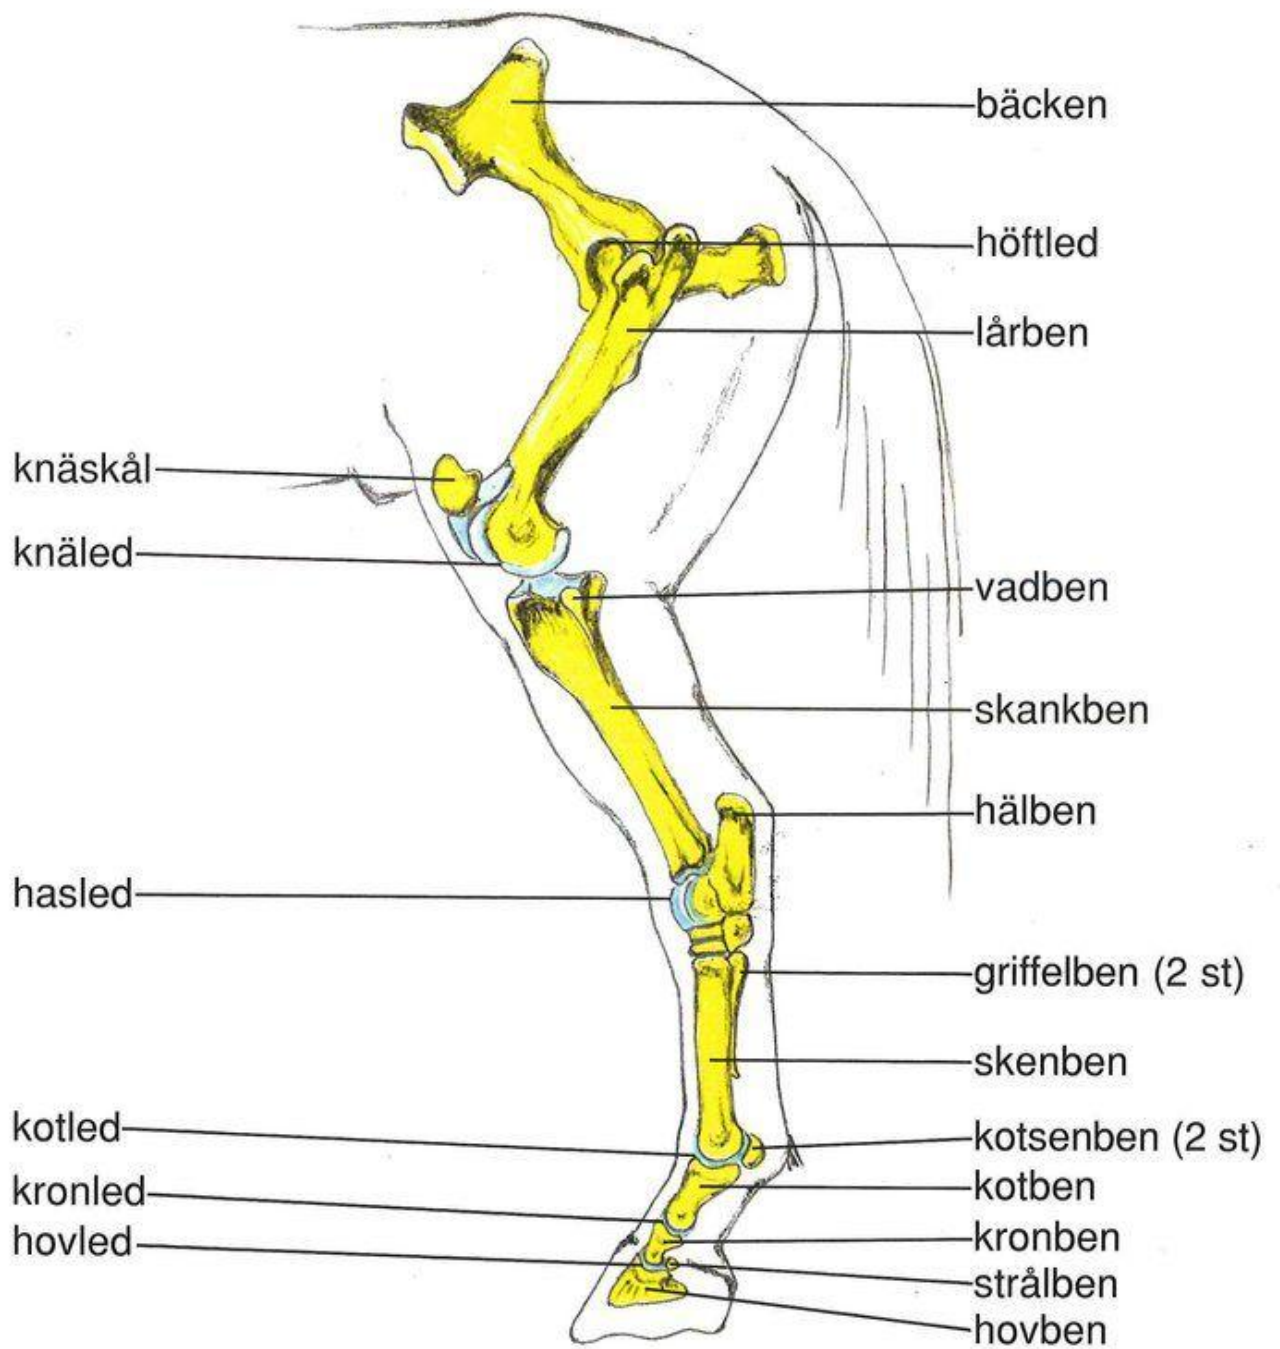 bäcken
höftled
lårben
knäskål
knäled
vadben
skankben
hälben
hasled
griffelben (2 st)
skenben
kotled
kotsenben (2 st)
kotben
kronled
kronben
hovled
strålben
hovben